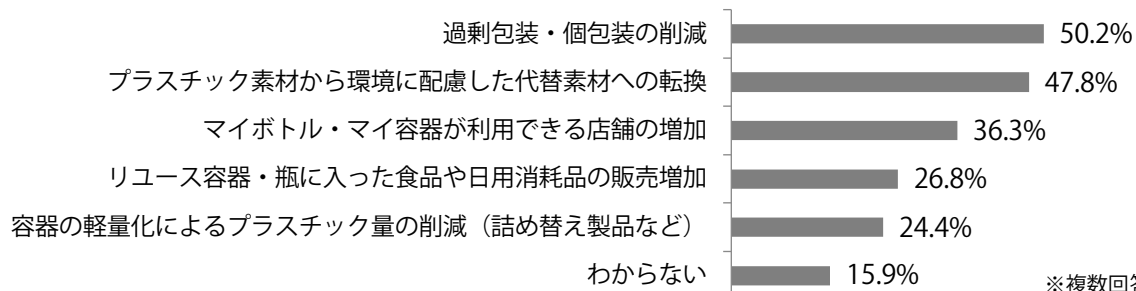 過剰包装・個包装の削減 50.2%
プラスチック素材から環境に配慮した代替素材への転換 47.8%
マイボトル・マイ容器が利用できる店舗の増加 36.3%
リユース容器・瓶に入った食品や日用消耗品の販売増加 26.8%
容器の軽量化によるプラスチック量の削減（詰め替え製品など） 24.4%
わからない 15.9%
※複数回答